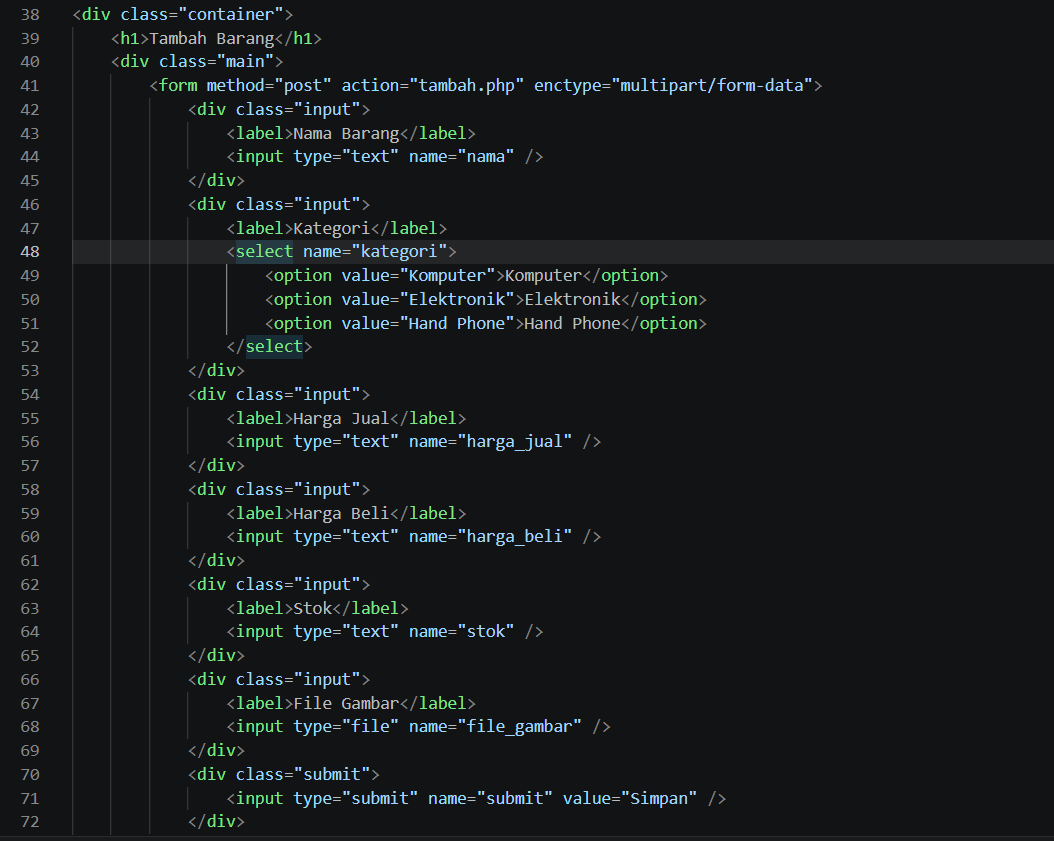 38 <div class="container">
39 <h1>Tambah Barang</h1>
40 <div class="main">
41 <form method="post" action="tambah.php" enctype="multipart/form-data">
42 <div class="input">
43 <label>Nama Barang</label>
44 <input type="text" name="nama" />
45 </div>
46 <div class="input">
47 <label>Kategori</label>
48 <select name="kategori">
49 <option value="Komputer">Komputer</option>
50 <option value="Elektronik">Elektronik</option>
51 <option value="Hand Phone">Hand Phone</option>
52 </select>
53 </div>
54 <div class="input">
55 <label>Harga Jual</label>
56 <input type="text" name="harga_jual" />
57 </div>
58 <div class="input">
59 <label>Harga Beli</label>
60 <input type="text" name="harga_beli" />
61 </div>
62 <div class="input">
63 <label>Stok</label>
64 <input type="text" name="stok" />
65 </div>
66 <div class="input">
67 <label>File Gambar</label>
68 <input type="file" name="file_gambar" />
69 </div>
70 <div class="submit">
71 <input type="submit" name="submit" value="Simpan" />
72 </div>